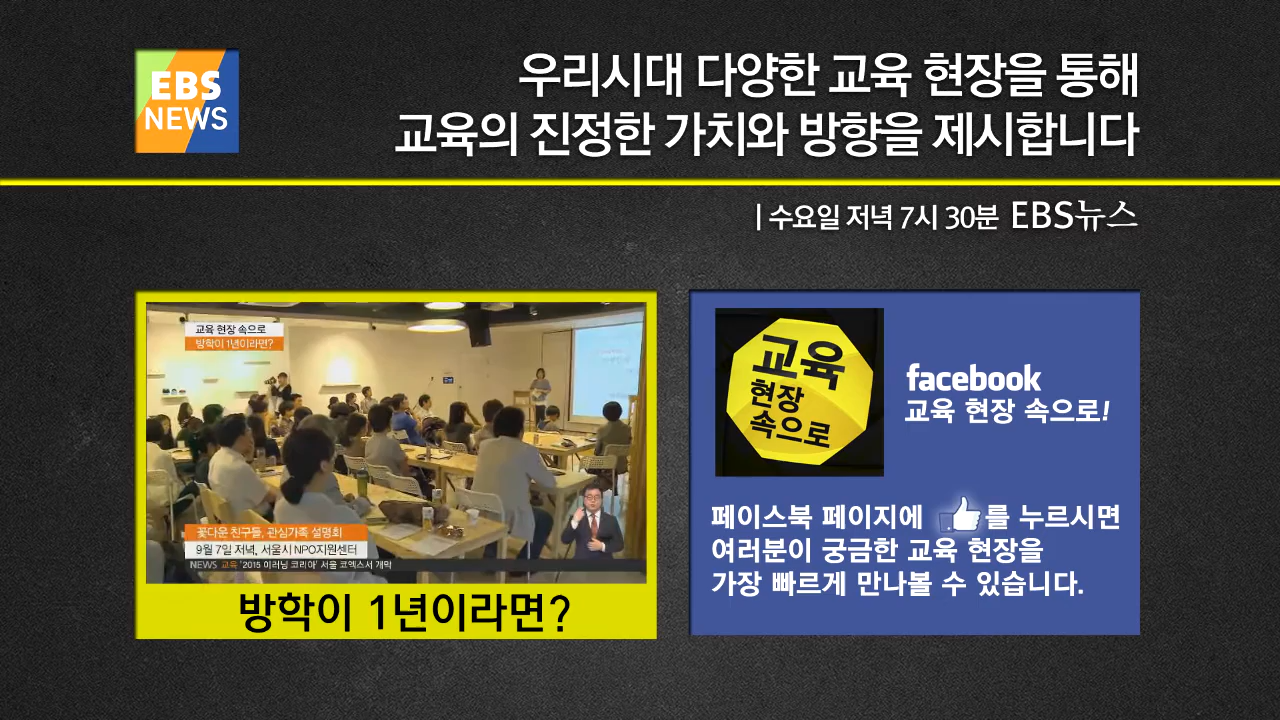 EBS
NEWS
우리시대 다양한 교육 현장을 통해
교육의 진정한 가치와 방향을 제시합니다
| 수요일 저녁 7시 30분 EBS뉴스
교육 현장 속으로
방학이 1년이라면?
꽃다운 친구들, 관심가족 설명회
9월 7일 저녁, 서울시 NPO지원센터
NEWS 교육 '2015 이러닝 코리아' 서울 코엑스서 개막
방학이 1년이라면?
교육
현장
속으로
facebook
교육 현장 속으로!
페이스북 페이지에 를 누르시면
여러분이 궁금한 교육 현장을
가장 빠르게 만나볼 수 있습니다.